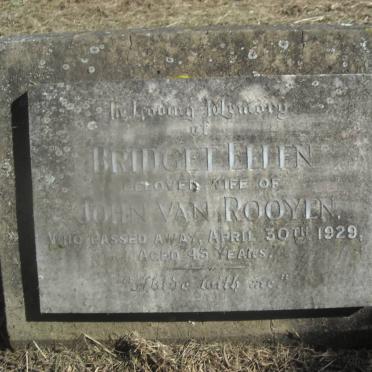 In Loving Memory
of
BRIDGET ELLEN
BELOVED WIFE OF
JOHN VAN ROOYEN,
WHO PASSED AWAY, APRIL 30TH 1929,
AGED 45 YEARS.
"Abide with me"